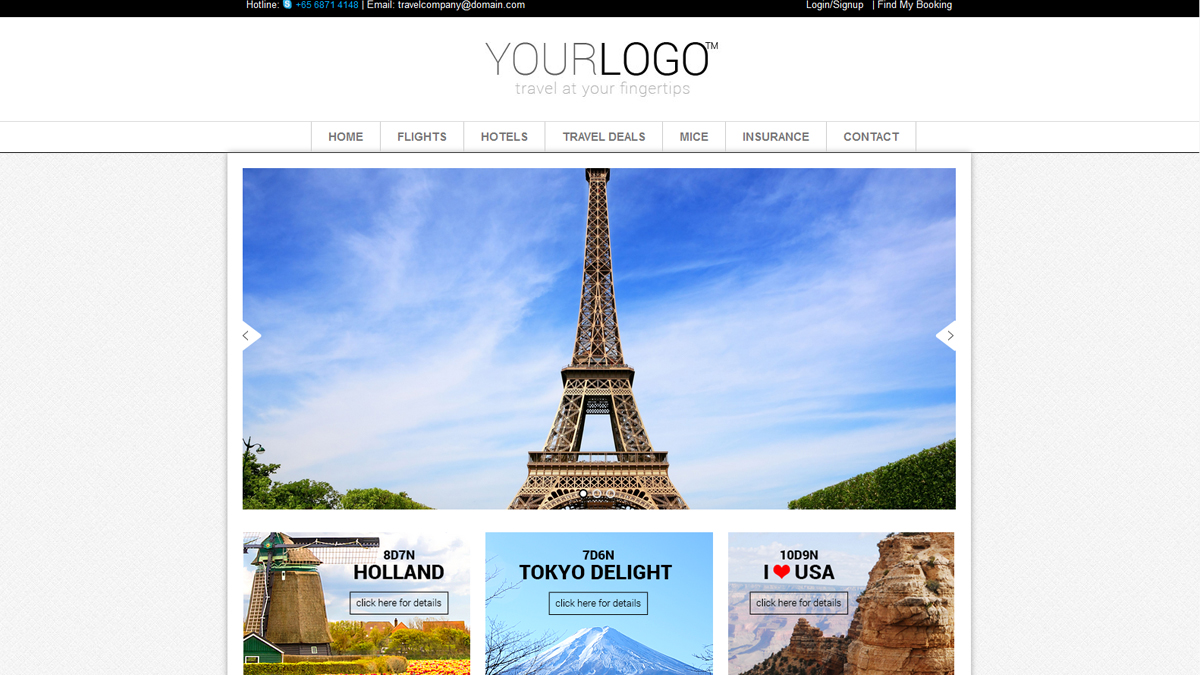 Hotline: +65 6871 4148 | Email: travelcompany@domain.com
Login/Signup | Find My Booking
YOURLOGO™
travel at your fingertips
HOME FLIGHTS HOTELS TRAVEL DEALS MICE INSURANCE CONTACT
8D7N
HOLLAND
click here for details
7D6N
TOKYO DELIGHT
click here for details
10D9N
I ❤ USA
click here for details